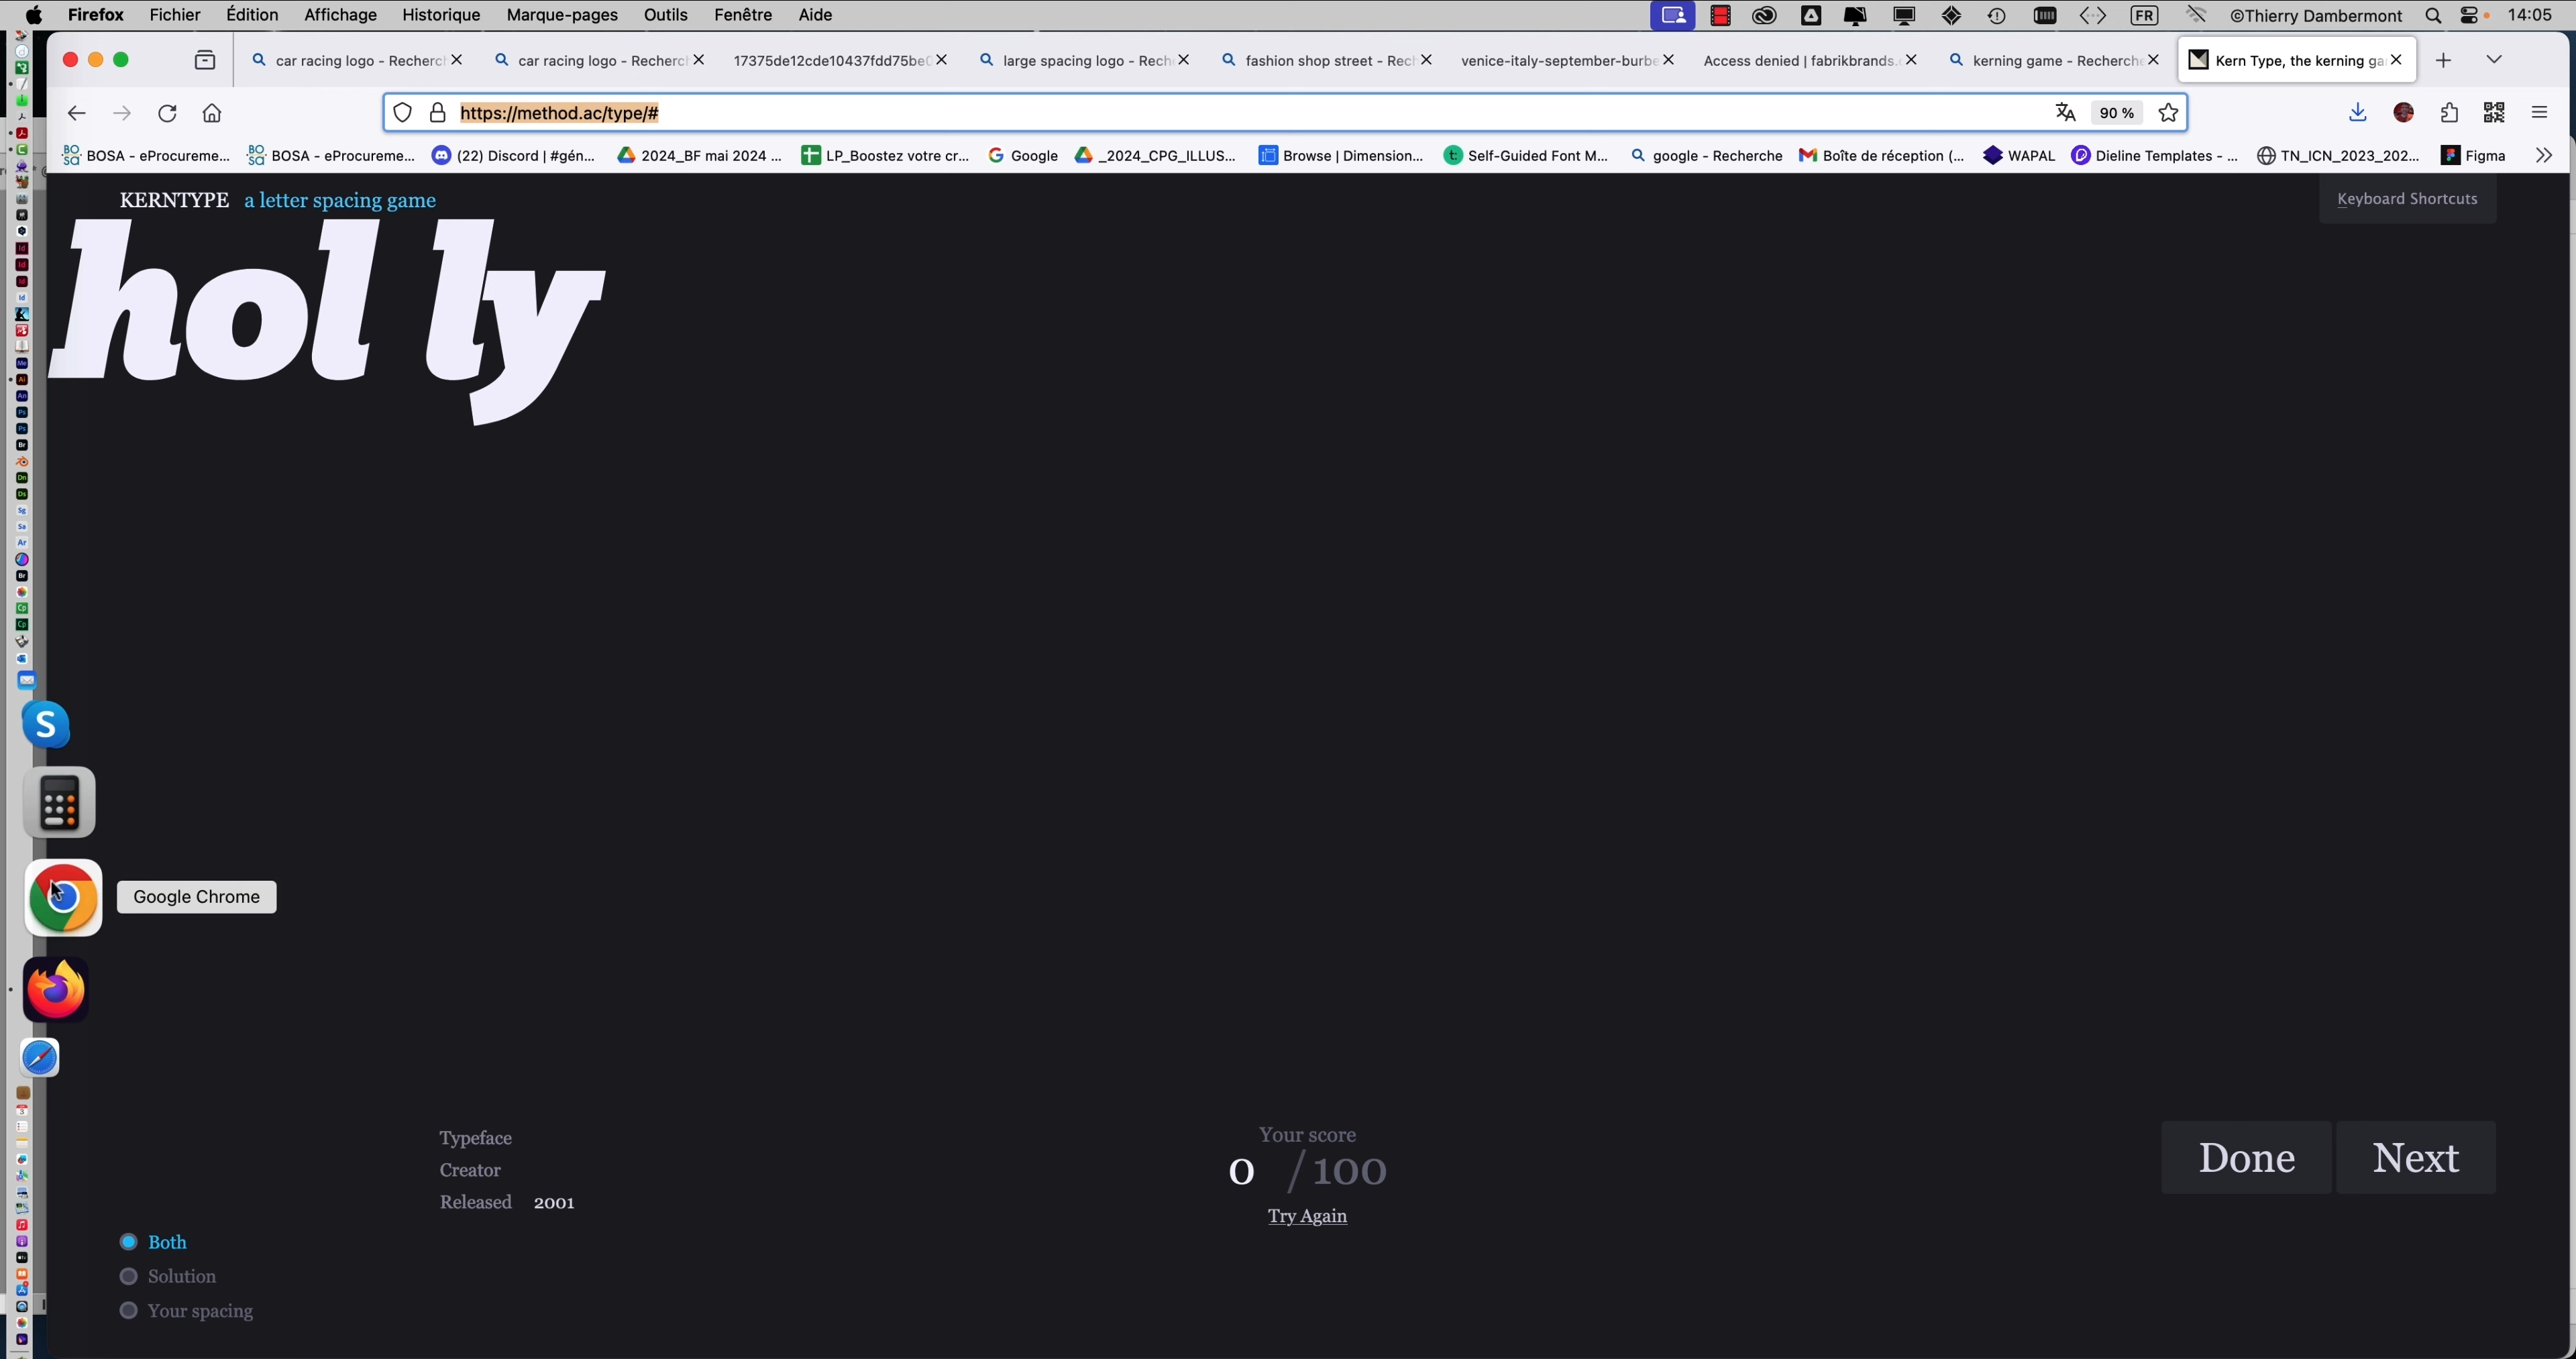 Firefox Fichier Édition Affichage Historique Marque-pages Outils Fenêtre Aide FR ©Thierry Dambermont 14:05
car racing logo - Recherc car racing logo - Recherc 17375de12cde10437fdd75be large spacing logo - Rech fashion shop street - Rec venice-italy-september-burbe Access denied | fabrikbrands. kerning game - Recherche Kern Type, the kerning ga
https://method.ac/type/# 90 %
BOSA - eProcureme... BOSA - eProcureme... (22) Discord | #gén... 2024_BF mai 2024 ... LP_Boostez votre cr... Google _2024_CPG_ILLUS... Browse | Dimension... Self-Guided Font M... google - Recherche Boîte de réception (... WAPAL Dieline Templates - ... TN_ICN_2023_202... Figma
KERNTYPE a letter spacing game
Keyboard Shortcuts
hol ly
Google Chrome
Typeface
Creator
Released 2001
Your score
0 /100
Try Again
Done Next
Both
Solution
Your spacing